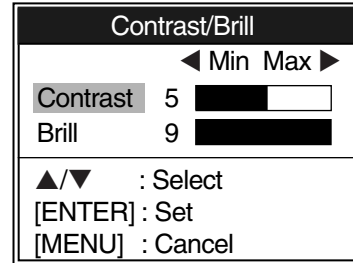 Contrast/Brill
◀ Min Max ▶
Contrast 5
Brill 9
▲/▼ : Select
[ENTER] : Set
[MENU] : Cancel